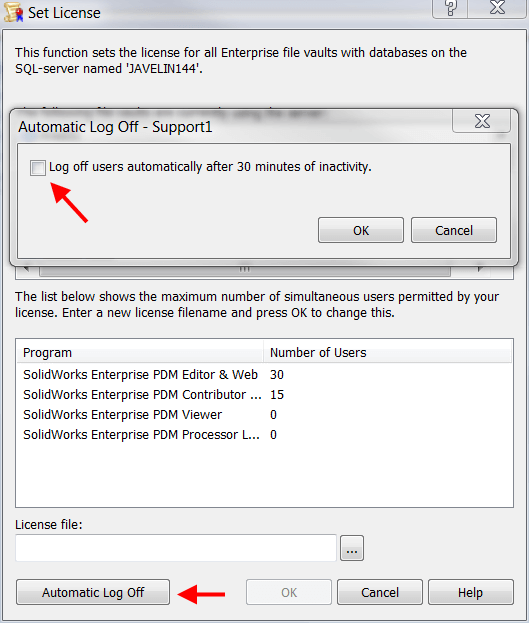 Set License
This function sets the license for all Enterprise file vaults with databases on the
SQL-server named 'JAVELIN144'.
Automatic Log Off - Support1
Log off users automatically after 30 minutes of inactivity.
OK
Cancel
The list below shows the maximum number of simultaneous users permitted by your
license. Enter a new license filename and press OK to change this.
Program Number of Users
SolidWorks Enterprise PDM Editor & Web 30
SolidWorks Enterprise PDM Contributor ... 15
SolidWorks Enterprise PDM Viewer 0
SolidWorks Enterprise PDM Processor L... 0
License file:
...
Automatic Log Off
OK
Cancel
Help